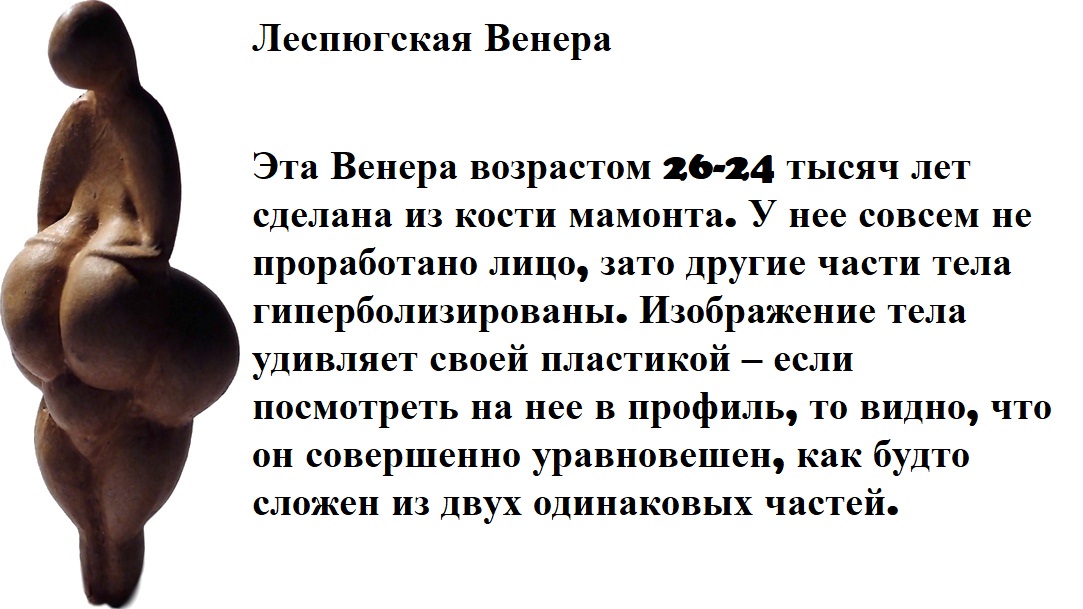 Леспюгская Венера
Эта Венера возрастом 26-24 тысяч лет
сделана из кости мамонта. У нее совсем не
проработано лицо, зато другие части тела
гиперболизированы. Изображение тела
удивляет своей пластикой – если
посмотреть на нее в профиль, то видно, что
он совершенно уравновешен, как будто
сложен из двух одинаковых частей.